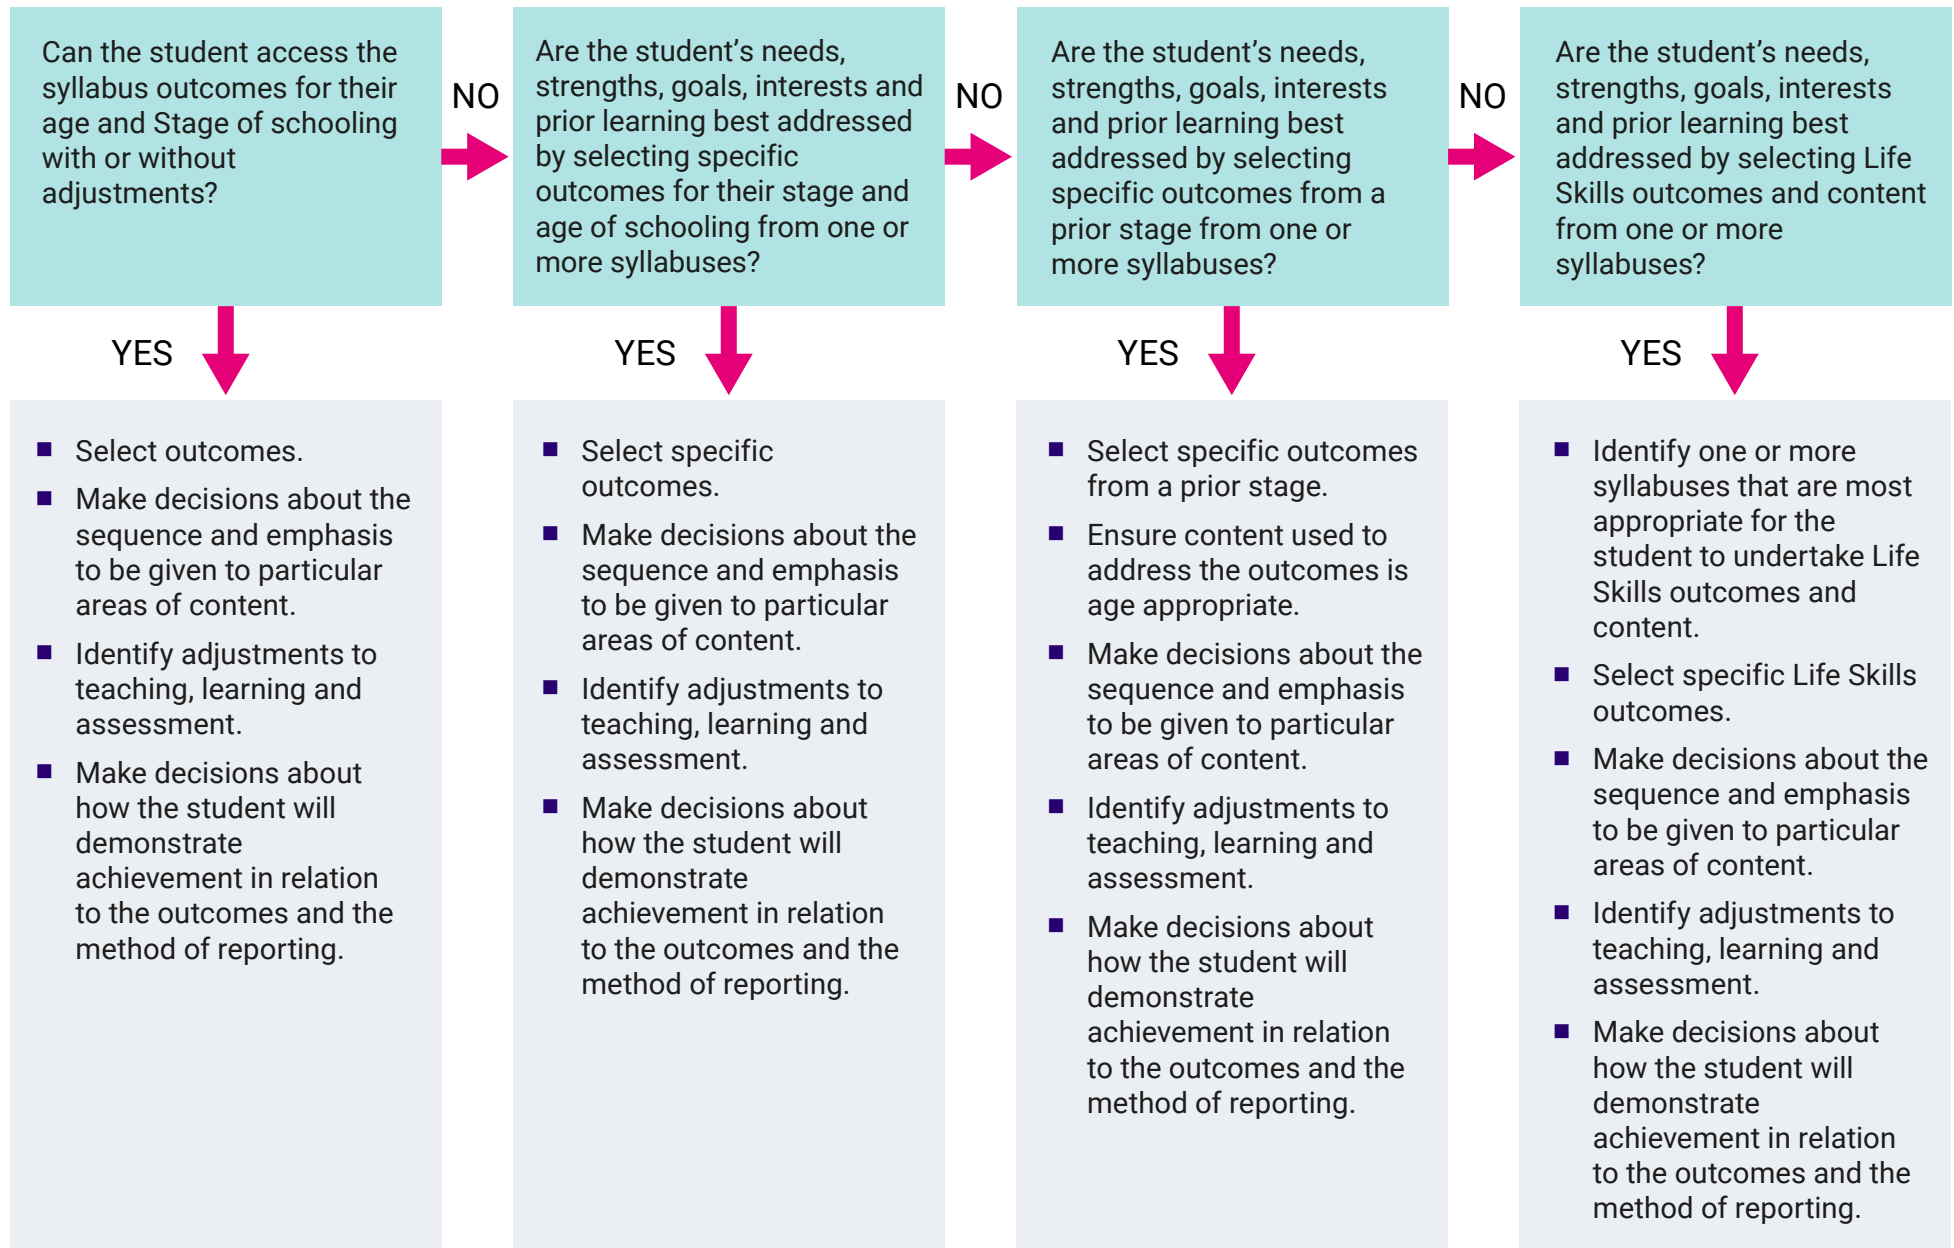 Can the student access the
syllabus outcomes for their
age and Stage of schooling
with or without
adjustments?
NO
Are the student’s needs,
strengths, goals, interests and
prior learning best addressed
by selecting specific
outcomes for their stage and
age of schooling from one or
more syllabuses?
NO
Are the student’s needs,
strengths, goals, interests
and prior learning best
addressed by selecting
specific outcomes from a
prior stage from one or
more syllabuses?
NO
Are the student’s needs,
strengths, goals, interests
and prior learning best
addressed by selecting Life
Skills outcomes and content
from one or more
syllabuses?
YES
YES
YES
YES
Select outcomes.
Make decisions about the
sequence and emphasis
to be given to particular
areas of content.
Identify adjustments to
teaching, learning and
assessment.
Make decisions about
how the student will
demonstrate
achievement in relation
to the outcomes and the
method of reporting.
Select specific
outcomes.
Make decisions about the
sequence and emphasis
to be given to particular
areas of content.
Identify adjustments to
teaching, learning and
assessment.
Make decisions about
how the student will
demonstrate
achievement in relation
to the outcomes and the
method of reporting.
Select specific outcomes
from a prior stage.
Ensure content used to
address the outcomes is
age appropriate.
Make decisions about the
sequence and emphasis
to be given to particular
areas of content.
Identify adjustments to
teaching, learning and
assessment.
Make decisions about
how the student will
demonstrate
achievement in relation
to the outcomes and the
method of reporting.
Identify one or more
syllabuses that are most
appropriate for the
student to undertake Life
Skills outcomes and
content.
Select specific Life Skills
outcomes.
Make decisions about the
sequence and emphasis
to be given to particular
areas of content.
Identify adjustments to
teaching, learning and
assessment.
Make decisions about
how the student will
demonstrate
achievement in relation
to the outcomes and the
method of reporting.